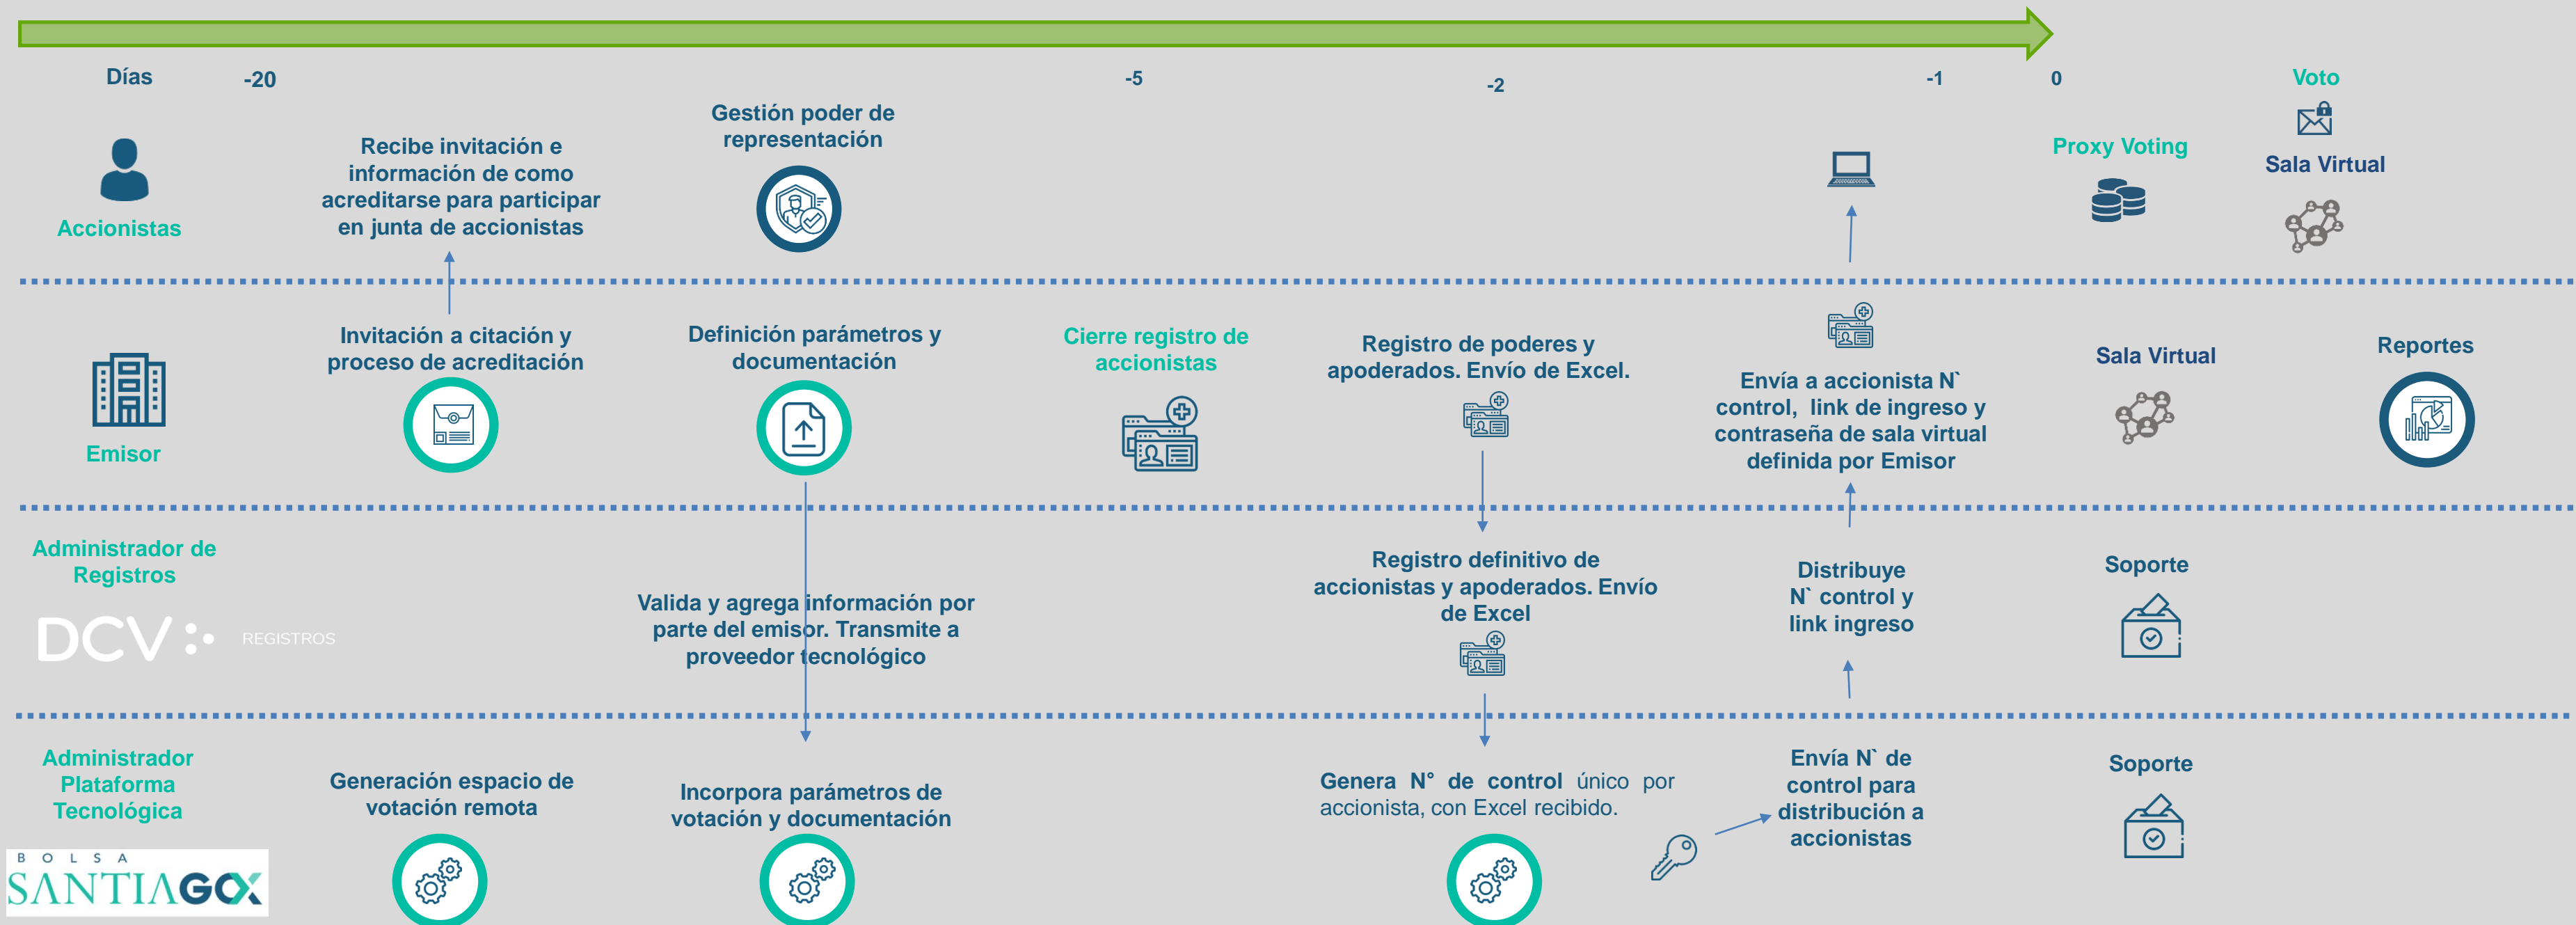 Días
-20
-5
-2
-1
0
Voto
Accionistas
Recibe invitación e
información de como
acreditarse para participar
en junta de accionistas
Gestión poder de
representación
Proxy Voting
Sala Virtual
Emisor
Invitación a citación y
proceso de acreditación
Definición parámetros y
documentación
Cierre registro de
accionistas
Registro de poderes y
apoderados. Envío de Excel.
Envía a accionista N`
control, link de ingreso y
contraseña de sala virtual
definida por Emisor
Sala Virtual
Reportes
Administrador de
Registros
DCV REGISTROS
Valida y agrega información por
parte del emisor. Transmite a
proveedor tecnológico
Registro definitivo de
accionistas y apoderados. Envío
de Excel
Distribuye
N` control y
link ingreso
Soporte
Administrador
Plataforma
Tecnológica
BOLSA
SANTIAGOX
Generación espacio de
votación remota
Incorpora parámetros de
votación y documentación
Genera N° de control único por
accionista, con Excel recibido.
Envía N` de
control para
distribución a
accionistas
Soporte